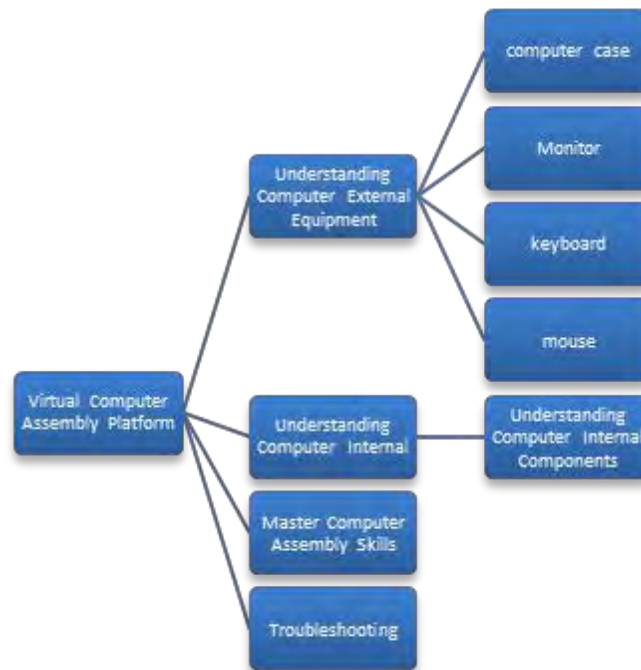 computer case
Monitor
Understanding
Computer External
Equipment
keyboard
mouse
Virtual Computer
Assembly Platform
Understanding
Computer Internal
Understanding
Computer Internal
Components
Master Computer
Assembly Skills
Troubleshooting